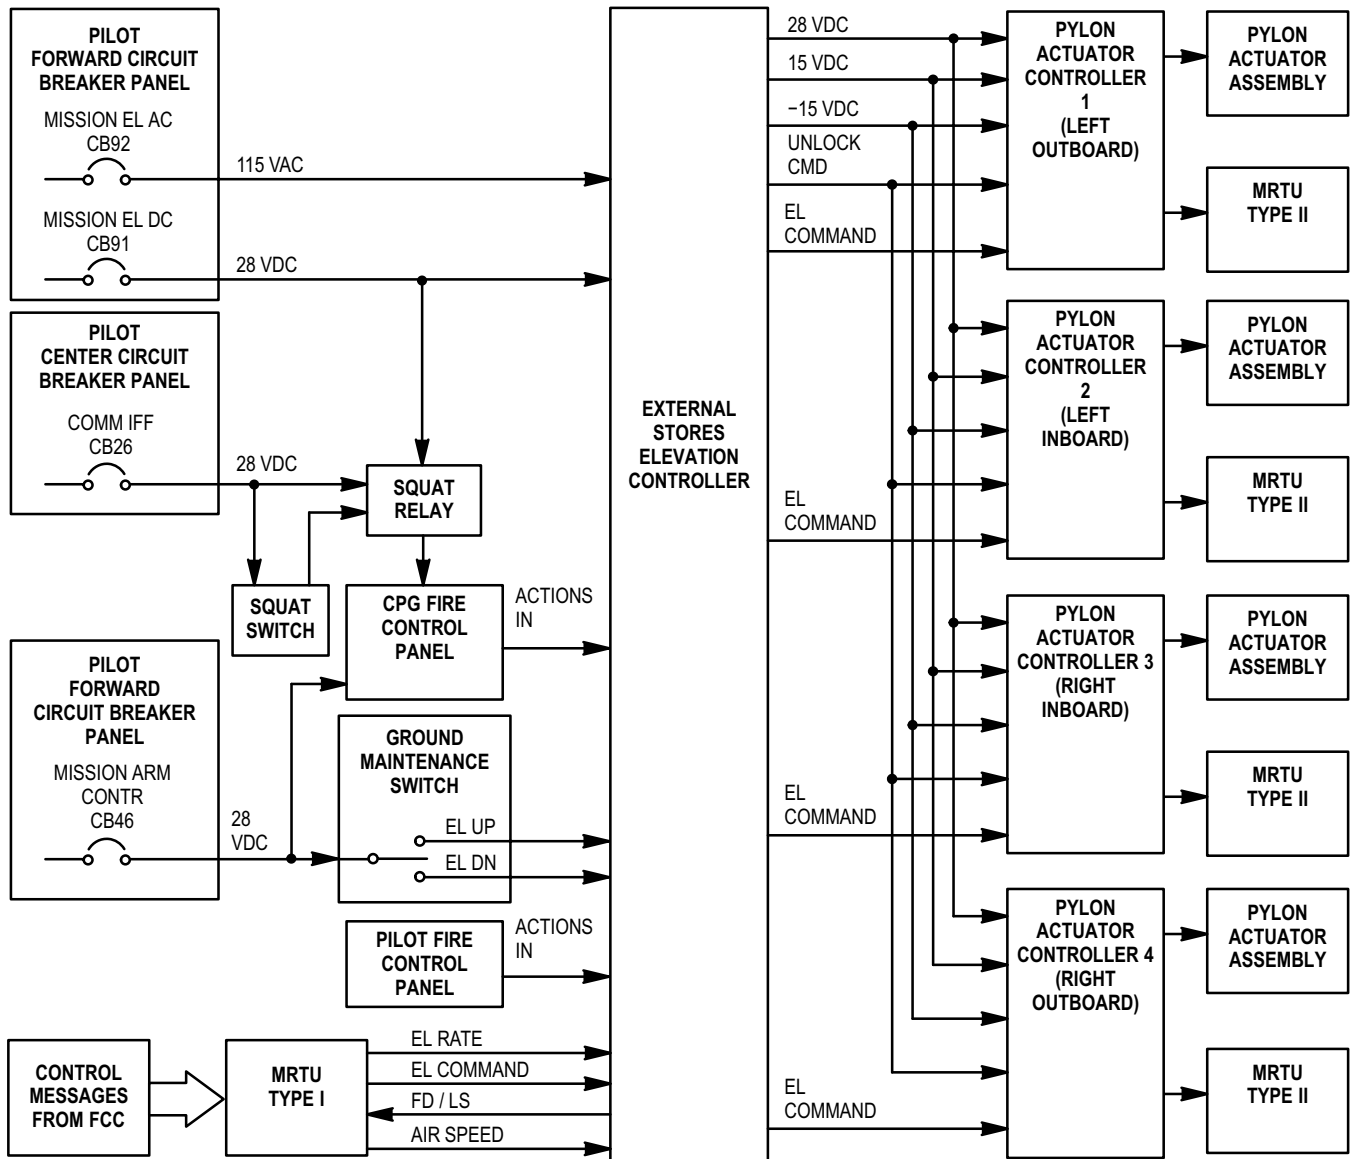 PILOT
FORWARD CIRCUIT
BREAKER PANEL
MISSION EL AC
CB92
115 VAC
MISSION EL DC
CB91
28 VDC
PILOT
CENTER CIRCUIT
BREAKER PANEL
COMM IFF
CB26
28 VDC
SQUAT
RELAY
SQUAT
SWITCH
CPG FIRE
CONTROL
PANEL
ACTIONS
IN
PILOT
FORWARD
CIRCUIT BREAKER
PANEL
MISSION ARM
CONTR
CB46
28
VDC
GROUND
MAINTENANCE
SWITCH
EL UP
EL DN
PILOT FIRE
CONTROL
PANEL
ACTIONS
IN
CONTROL
MESSAGES
FROM FCC
MRTU
TYPE I
EL RATE
EL COMMAND
FD / LS
AIR SPEED
EXTERNAL
STORES
ELEVATION
CONTROLLER
28 VDC
15 VDC
−15 VDC
UNLOCK
CMD
EL
COMMAND
PYLON
ACTUATOR
CONTROLLER
1
(LEFT
OUTBOARD)
PYLON
ACTUATOR
ASSEMBLY
MRTU
TYPE II
EL
COMMAND
PYLON
ACTUATOR
CONTROLLER
2
(LEFT
INBOARD)
PYLON
ACTUATOR
ASSEMBLY
MRTU
TYPE II
EL
COMMAND
PYLON
ACTUATOR
CONTROLLER 3
(RIGHT
INBOARD)
PYLON
ACTUATOR
ASSEMBLY
MRTU
TYPE II
EL
COMMAND
PYLON
ACTUATOR
CONTROLLER 4
(RIGHT
OUTBOARD)
PYLON
ACTUATOR
ASSEMBLY
MRTU
TYPE II